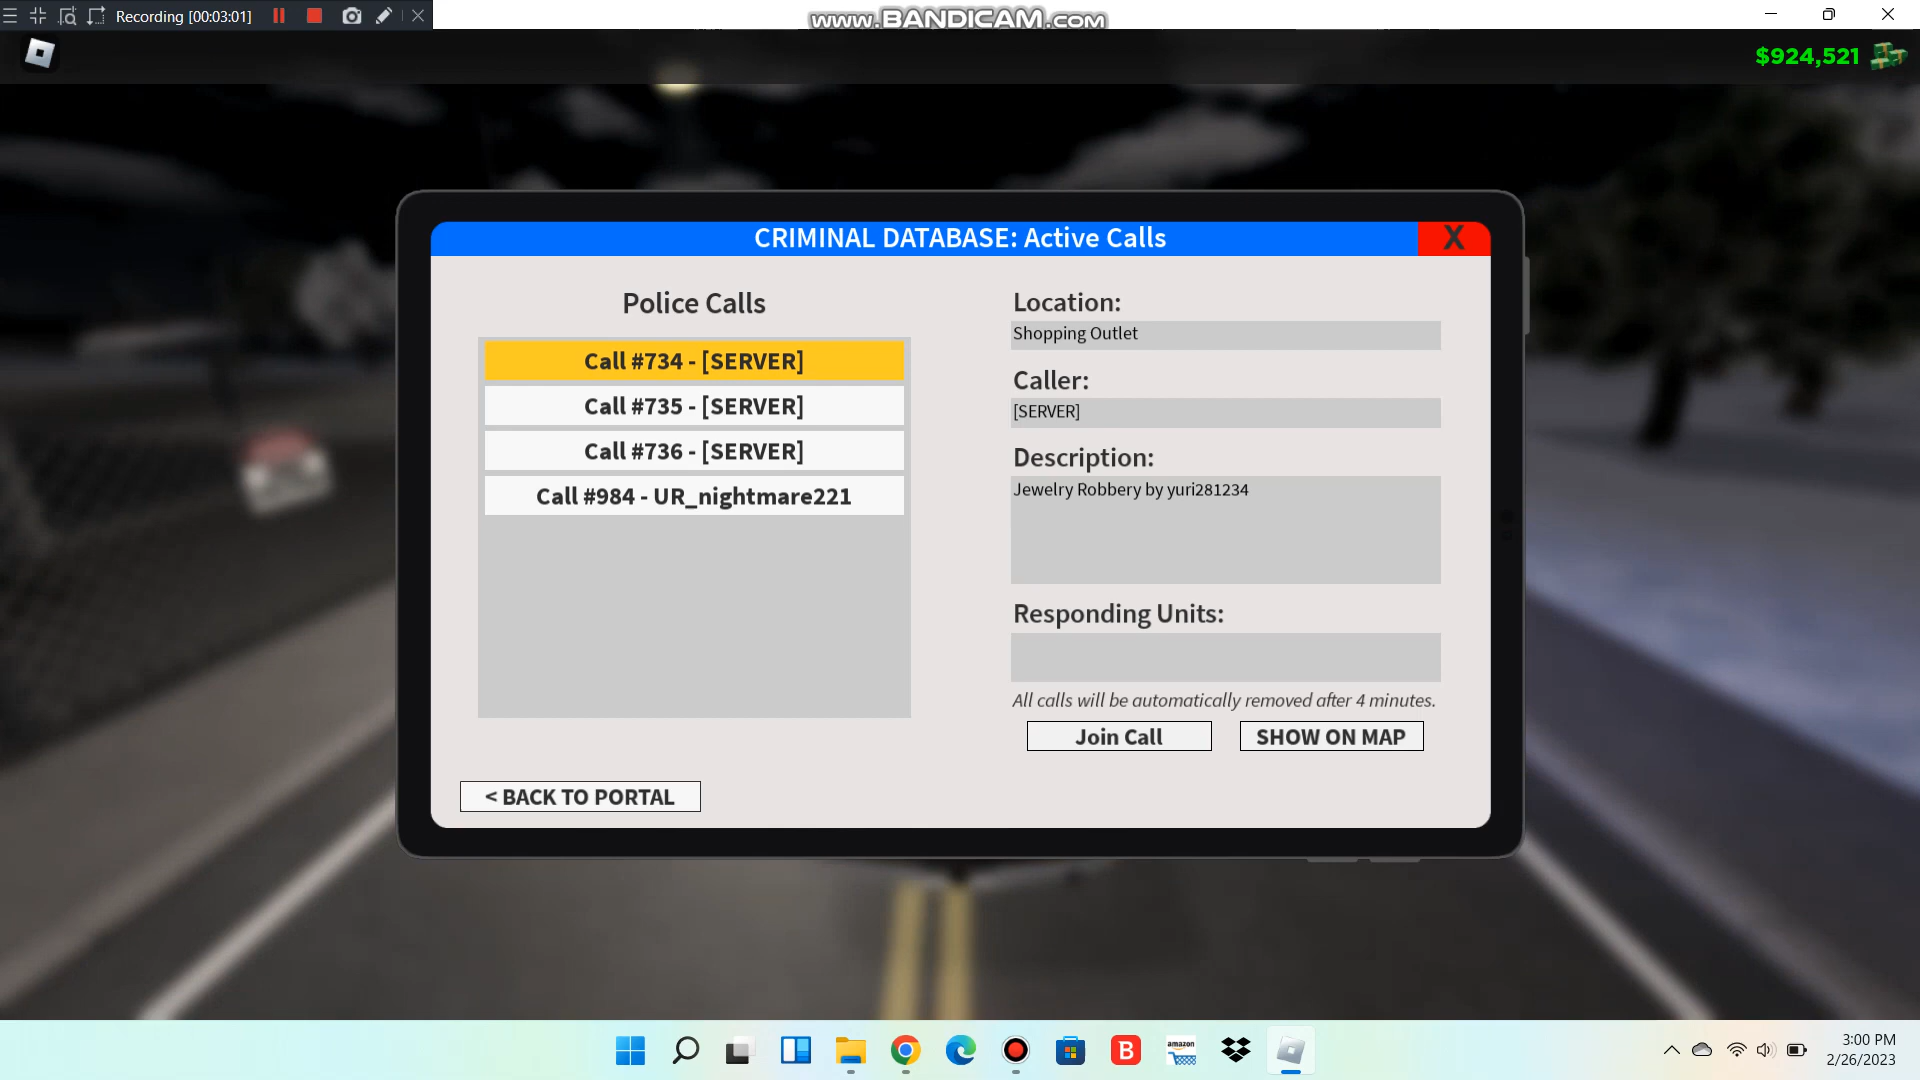 Recording [00:03:01]
www.BANDICAM.com
$924,521
CRIMINAL DATABASE: Active Calls
X
Police Calls
Call #734 - [SERVER]
Call #735 - [SERVER]
Call #736 - [SERVER]
Call #984 - UR_nightmare221
< BACK TO PORTAL
Location:
Shopping Outlet
Caller:
[SERVER]
Description:
Jewelry Robbery by yuri281234
Responding Units:
All calls will be automatically removed after 4 minutes.
Join Call
SHOW ON MAP
B
amazon
3:00 PM
2/26/2023